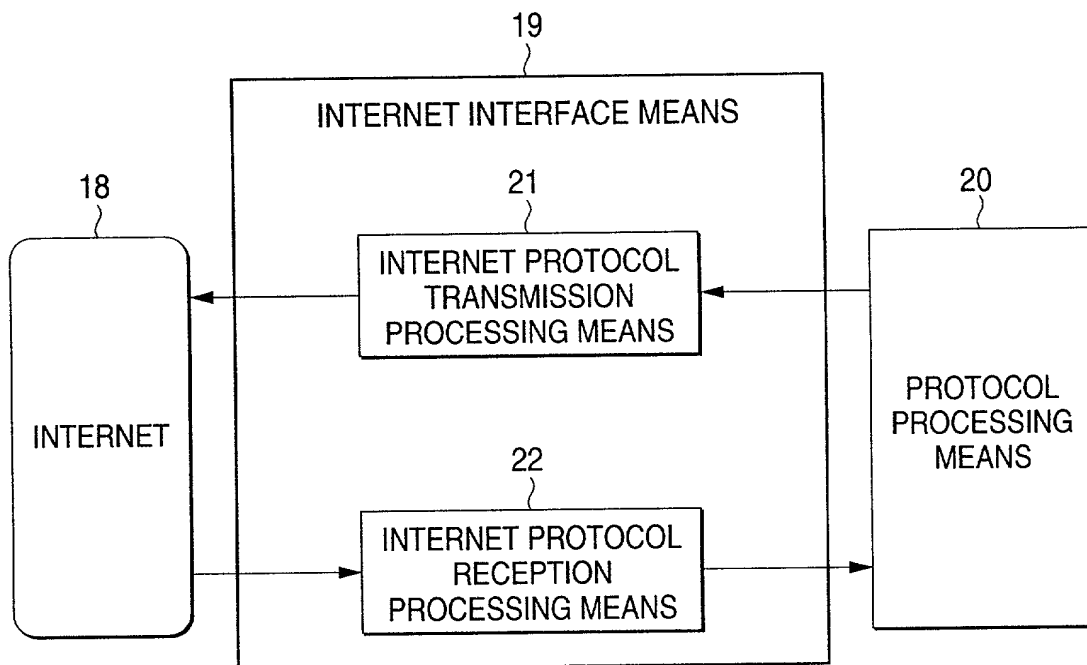 19
INTERNET INTERFACE MEANS
18
21
20
INTERNET PROTOCOL
TRANSMISSION
PROCESSING MEANS
INTERNET
PROTOCOL
PROCESSING
MEANS
22
INTERNET PROTOCOL
RECEPTION
PROCESSING MEANS